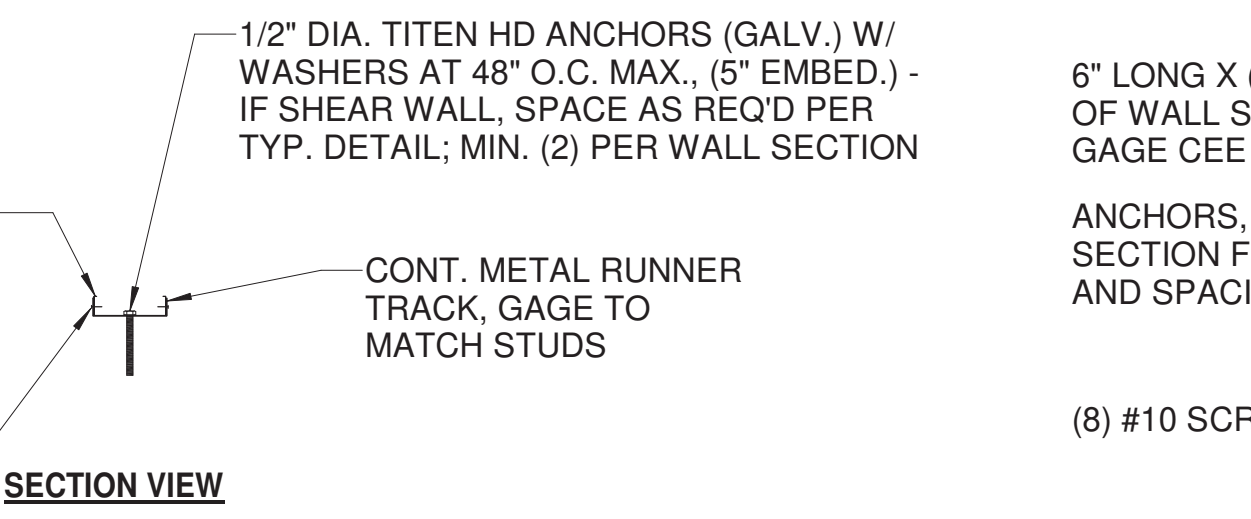 1/2" DIA. TITEN HD ANCHORS (GALV.) W/
WASHERS AT 48" O.C. MAX., (5" EMBED.) -
IF SHEAR WALL, SPACE AS REQ'D PER
TYP. DETAIL; MIN. (2) PER WALL SECTION
CONT. METAL RUNNER
TRACK, GAGE TO
MATCH STUDS
SECTION VIEW
6" LONG X
OF WALL
GAGE CEE
ANCHORS,
SECTION
AND
(8) #10